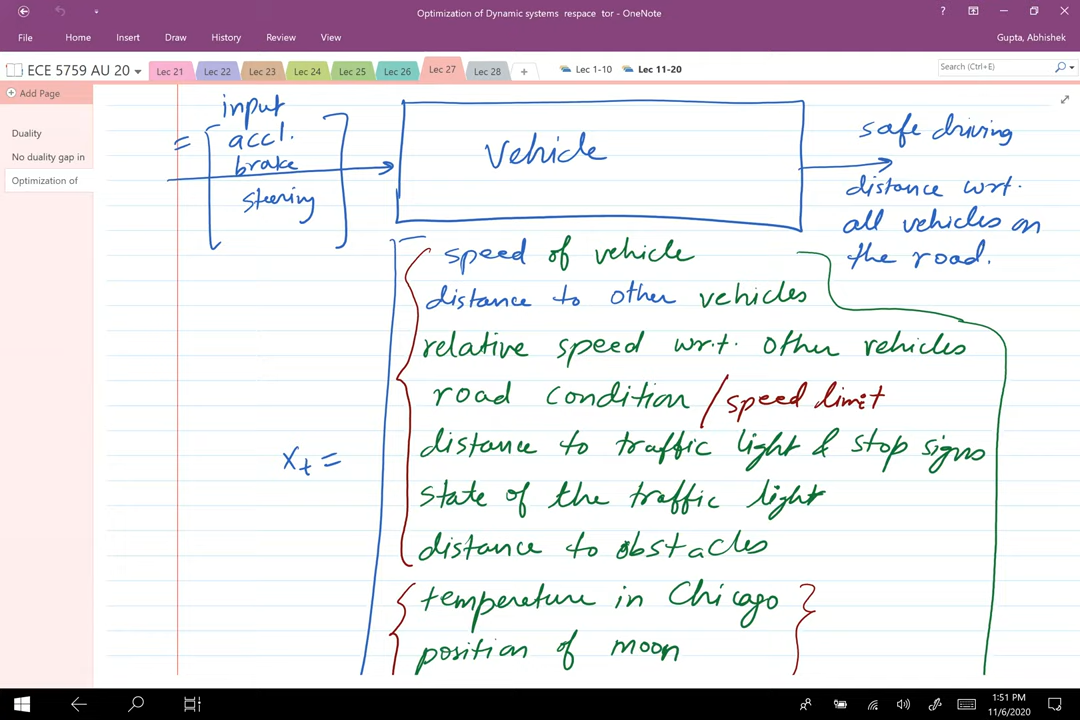 Optimization of Dynamic systems respace tor - OneNote
?
File Home Insert Draw History Review View
Gupta, Abhishek
ECE 5759 AU 20
Lec 21 Lec 22 Lec 23 Lec 24 Lec 25 Lec 26 Lec 27 Lec 28 +
Lec 1-10 Lec 11-20
Search (Ctrl+E)
Add Page
Duality
No duality gap in
Optimization of
input
= accl.
brake
steering
Vehicle
safe driving
distance wrt.
all vehicles on
the road.
speed of vehicle
distance to other vehicles
relative speed wr.t. other vehicles
road condition / speed limit
xt =
distance to traffic light & stop signs
state of the traffic light
distance to obstacles
tempereture in Chicago
position of moon
1:51 PM
11/6/2020